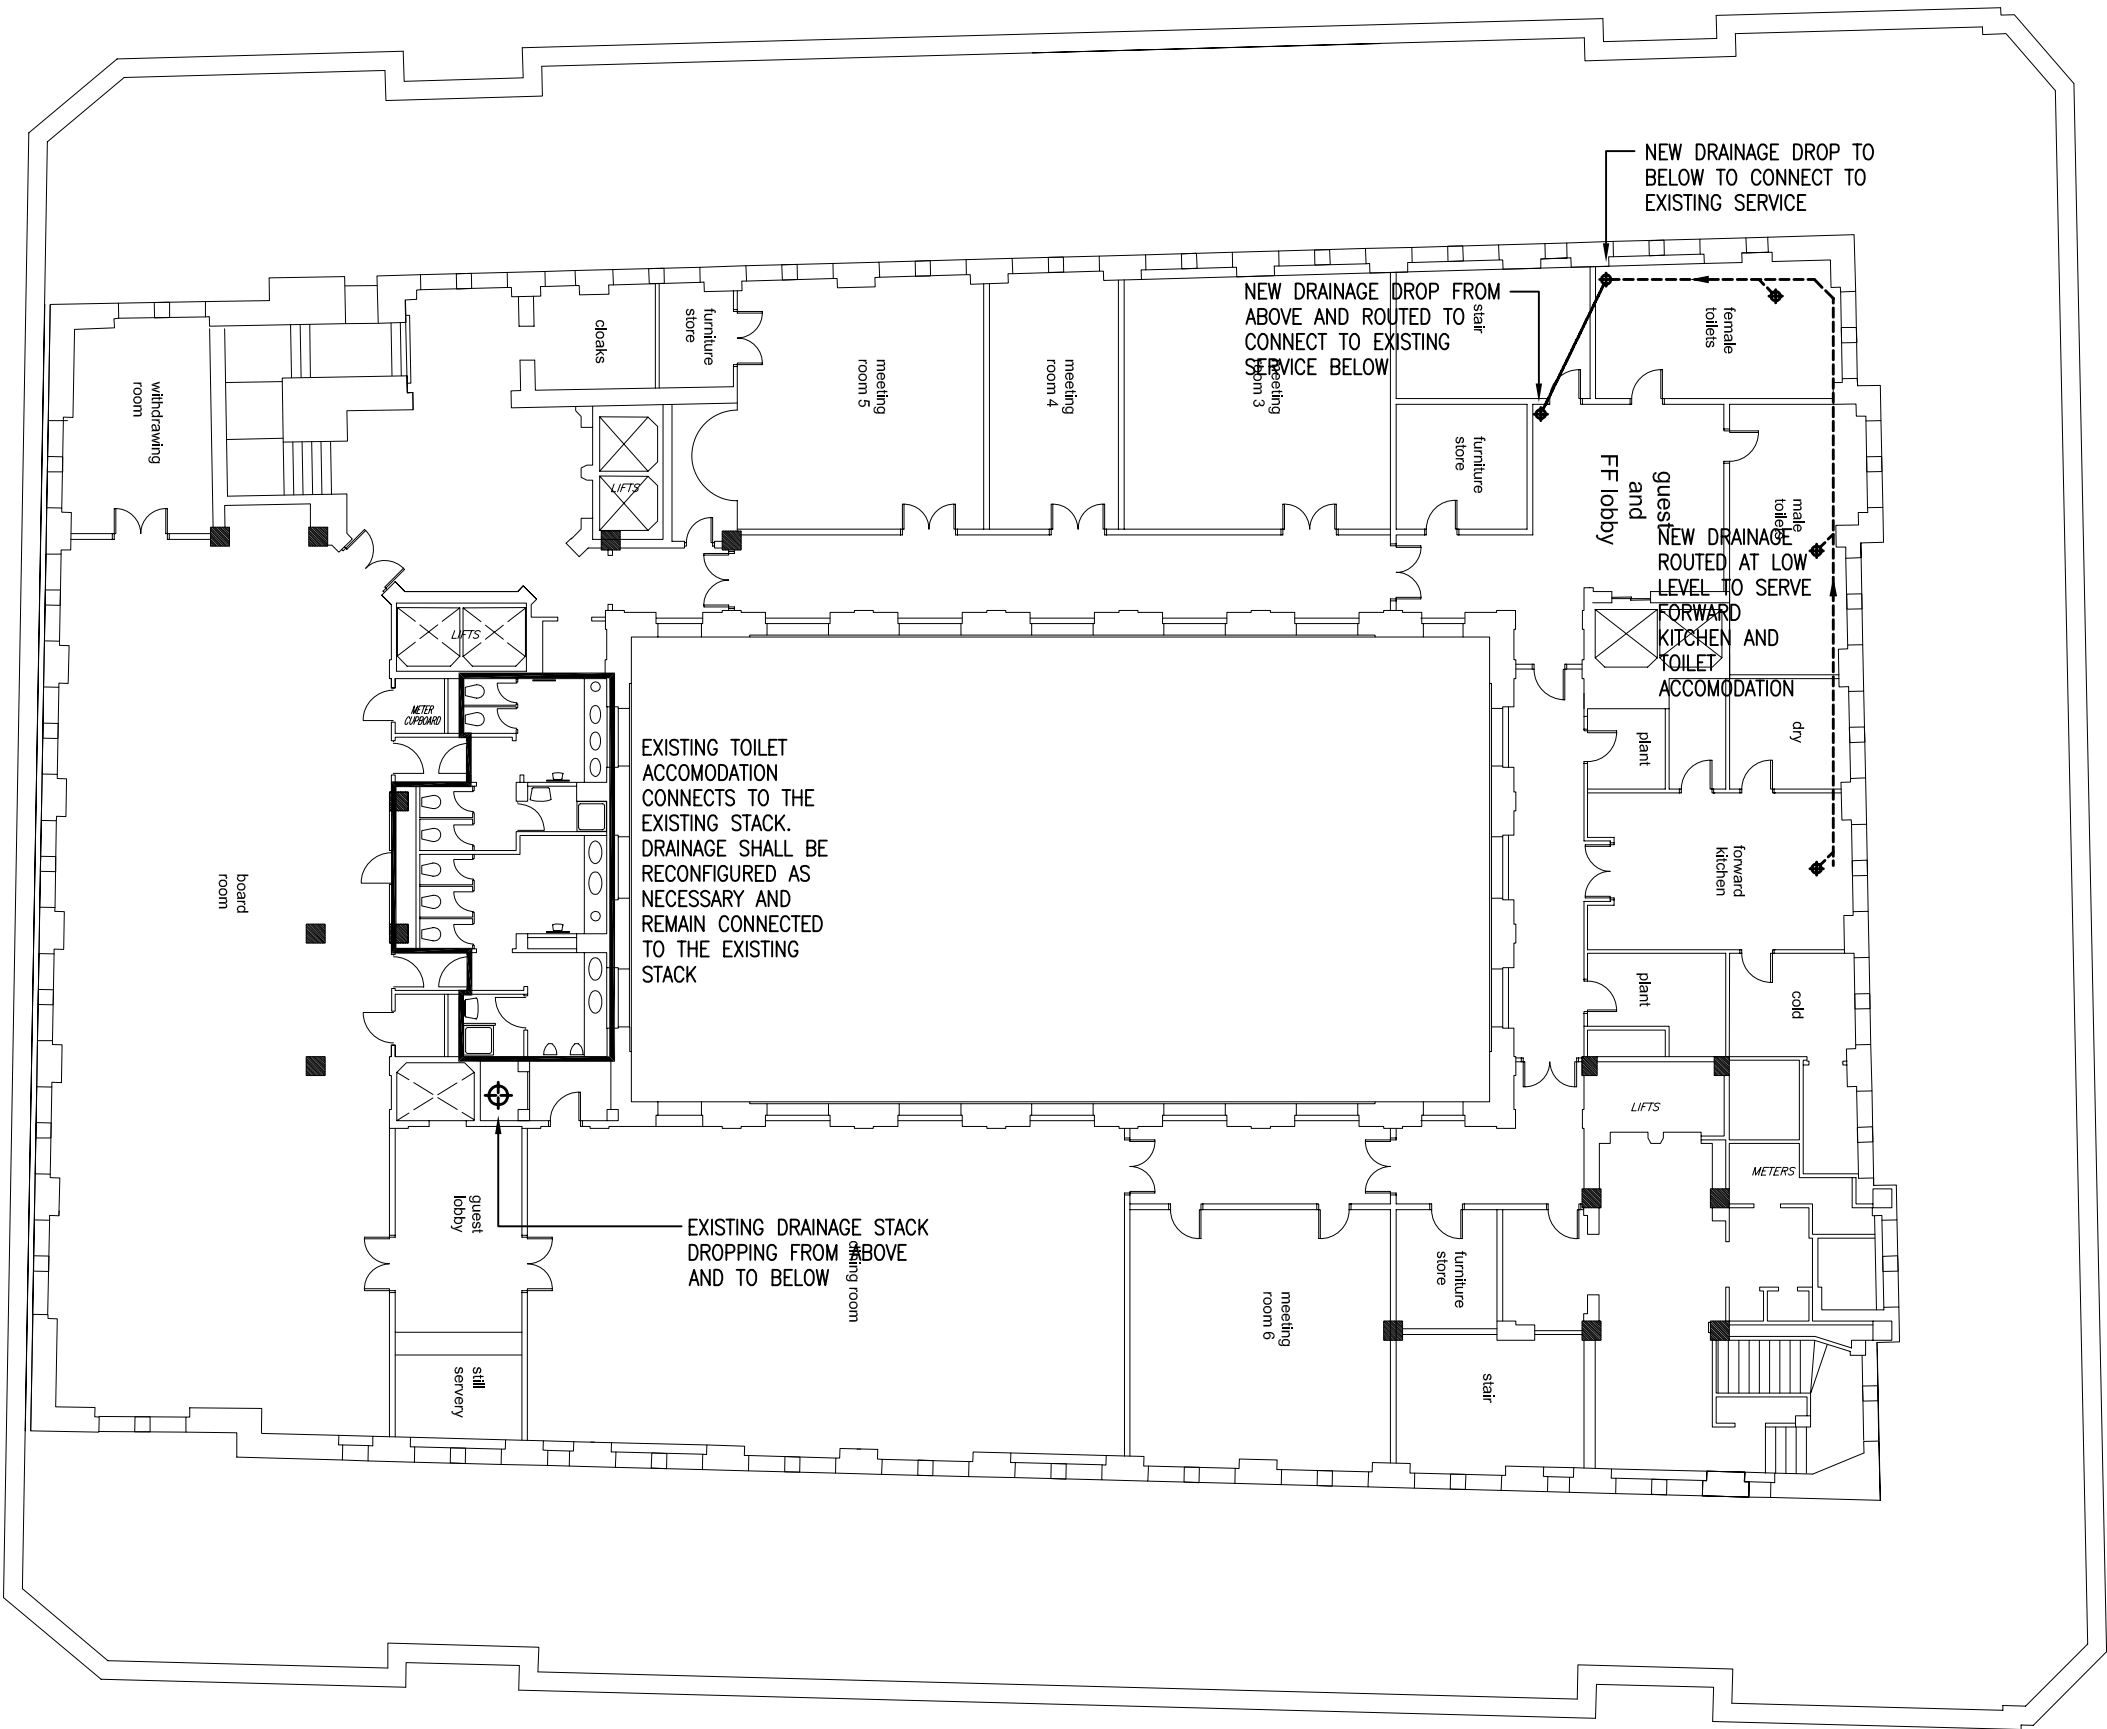 NEW DRAINAGE DROP TO
BELOW TO CONNECT TO
EXISTING SERVICE
NEW DRAINAGE DROP FROM
ABOVE AND ROUTED TO
CONNECT TO EXISTING
SERVICE BELOW
stair
female
toilets
cloaks
furniture
store
meeting
room 5
meeting
room 4
meeting
room 3
withdrawing
room
furniture
store
LIFTS
guest
and
FF lobby
male
toilets
NEW DRAINAGE
ROUTED AT LOW
LEVEL TO SERVE
FORWARD
KITCHEN AND
TOILET
ACCOMODATION
LIFTS
METER
CUPBOARD
plant
dry
EXISTING TOILET
ACCOMODATION
CONNECTS TO THE
EXISTING STACK.
DRAINAGE SHALL BE
RECONFIGURED AS
NECESSARY AND
REMAIN CONNECTED
TO THE EXISTING
STACK
board
room
forward
kitchen
plant
cold
LIFTS
METERS
guest
lobby
EXISTING DRAINAGE STACK
DROPPING FROM ABOVE
AND TO BELOW
dining room
furniture
store
meeting
room 6
still
servery
stair